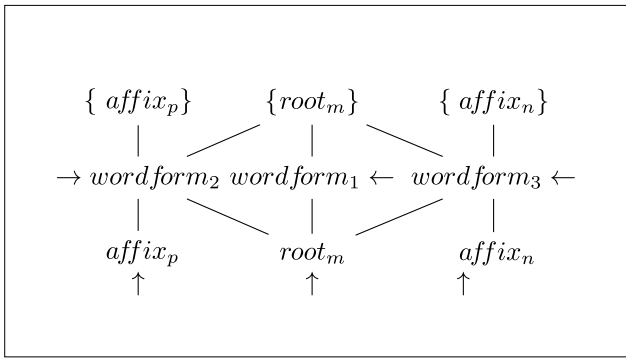 { affix_p} {root_m} { affix_n}
→ wordform_2 wordform_1 ← wordform_3 ←
affix_p root_m affix_n
↑ ↑ ↑